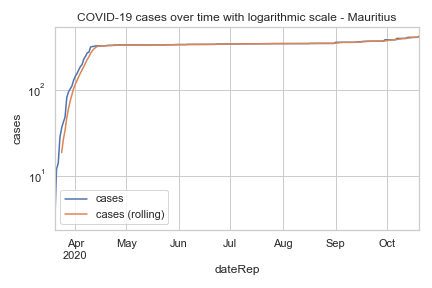 COVID-19 cases over time with logarithmic scale - Mauritius
cases
10²
10¹
cases
cases (rolling)
Apr
2020
May
Jun
Jul
Aug
Sep
Oct
dateRep